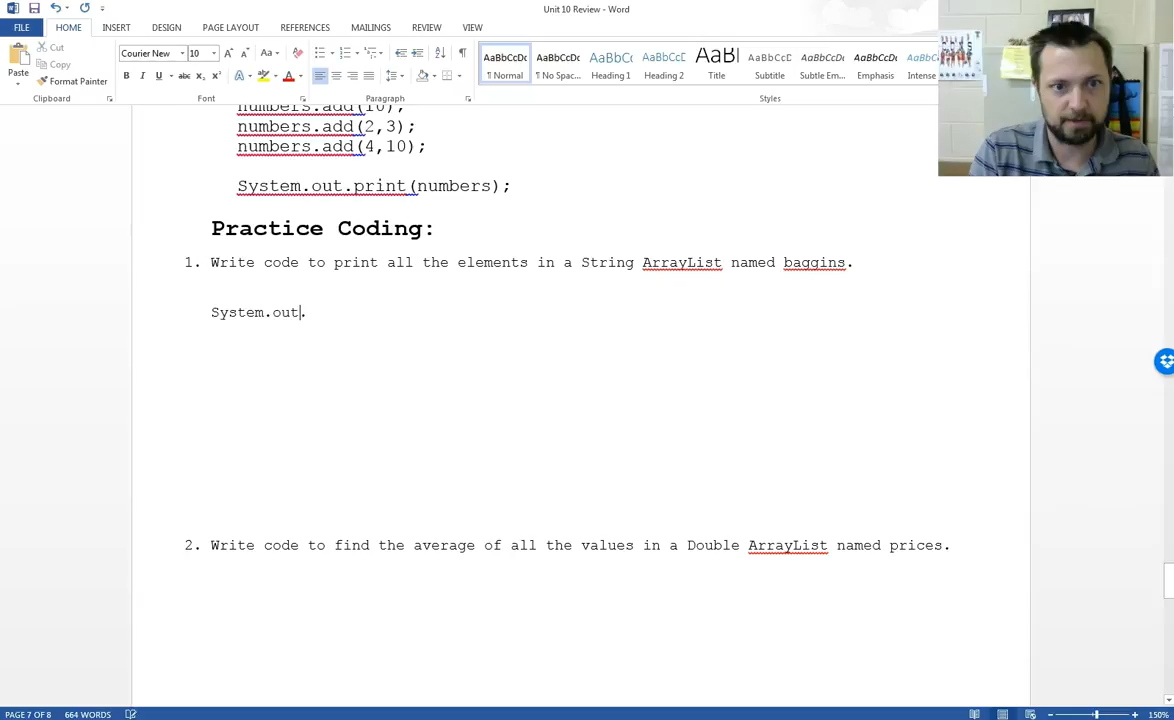 Unit 10 Review - Word
FILE HOME INSERT DESIGN PAGE LAYOUT REFERENCES MAILINGS REVIEW VIEW
Paste Cut Copy Format Painter
Courier New 10
AaBbCcDc AaBbCcDc AaBbCc AaBbCcE AaBl AaBbCcD AaBbCcDc AaBbCcDc AaBbCcD
¶ Normal ¶ No Spac... Heading 1 Heading 2 Title Subtitle Subtle Em... Emphasis Intense
Clipboard Font Paragraph Styles
numbers.add(10);
numbers.add(2,3);
numbers.add(4,10);
System.out.print(numbers);
Practice Coding:
1. Write code to print all the elements in a String ArrayList named baggins.
System.out.
2. Write code to find the average of all the values in a Double ArrayList named prices.
PAGE 7 OF 8 664 WORDS 150%